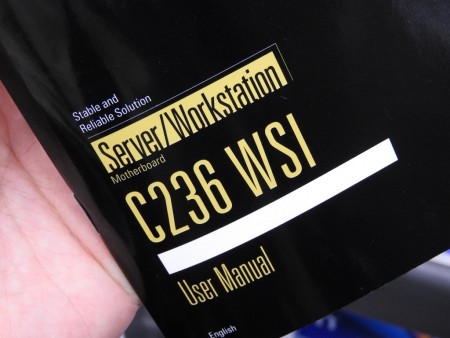 Stable and
Reliable Solution
Server/Workstation
Motherboard
C236 WSI
User Manual
English